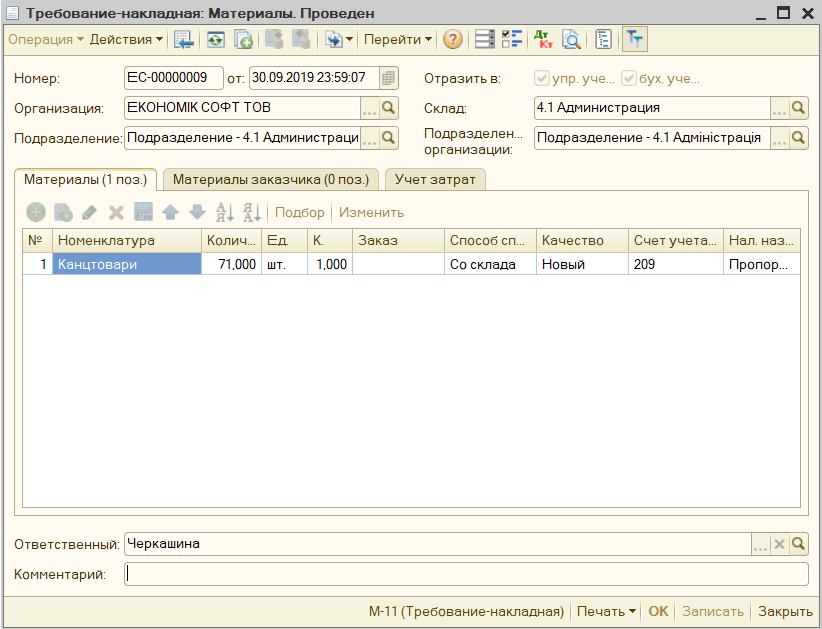 Требование-накладная: Материалы. Проведен
Операция Действия Перейти
Номер: ЕС-00000009 от: 30.09.2019 23:59:07 Отразить в: упр. уче... бух. уче...
Организация: ЕКОНОМІК СОФТ ТОВ ... Склад: 4.1 Администрация ...
Подразделение: Подразделение - 4.1 Администраци ... Подразделен... Подразделение - 4.1 Адміністрація ...
организации:
Материалы (1 поз.) Материалы заказчика (0 поз.) Учет затрат
Подбор Изменить
№ Номенклатура Колич... Ед. К. Заказ Способ сп... Качество Счет учета... Нал. наз...
1 Канцтовари 71,000 шт. 1,000 Со склада Новый 209 Пропор...
Ответственный: Черкашина ...
Комментарий:
М-11 (Требование-накладная) Печать OK Записать Закрыть